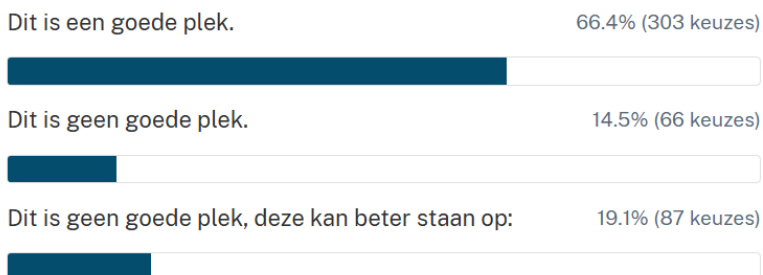 Dit is een goede plek. 66.4% (303 keuzes)
Dit is geen goede plek. 14.5% (66 keuzes)
Dit is geen goede plek, deze kan beter staan op: 19.1% (87 keuzes)